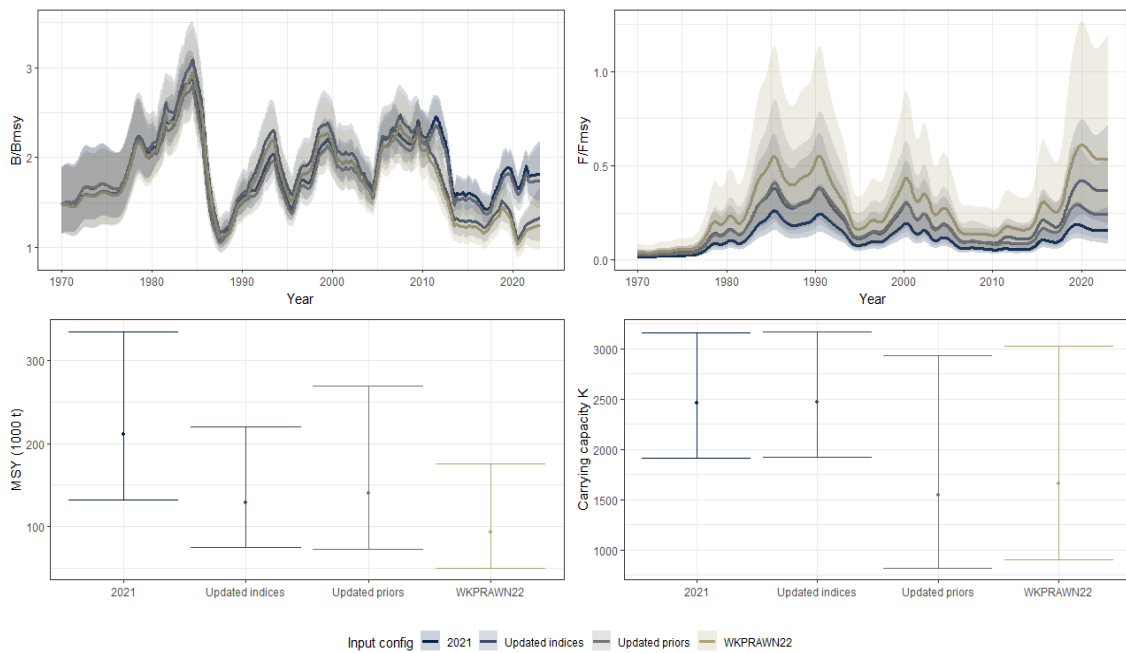 3
2
1
B/Bmsy
1970 1980 1990 2000 2010 2020
Year
1.0
0.5
0.0
F/Fmsy
1970 1980 1990 2000 2010 2020
Year
300
200
100
MSY (1000 t)
2021 Updated indices Updated priors WKPRAWN22
3000
2500
2000
1500
1000
Carrying capacity K
2021 Updated indices Updated priors WKPRAWN22
Input config 2021 Updated indices Updated priors WKPRAWN22